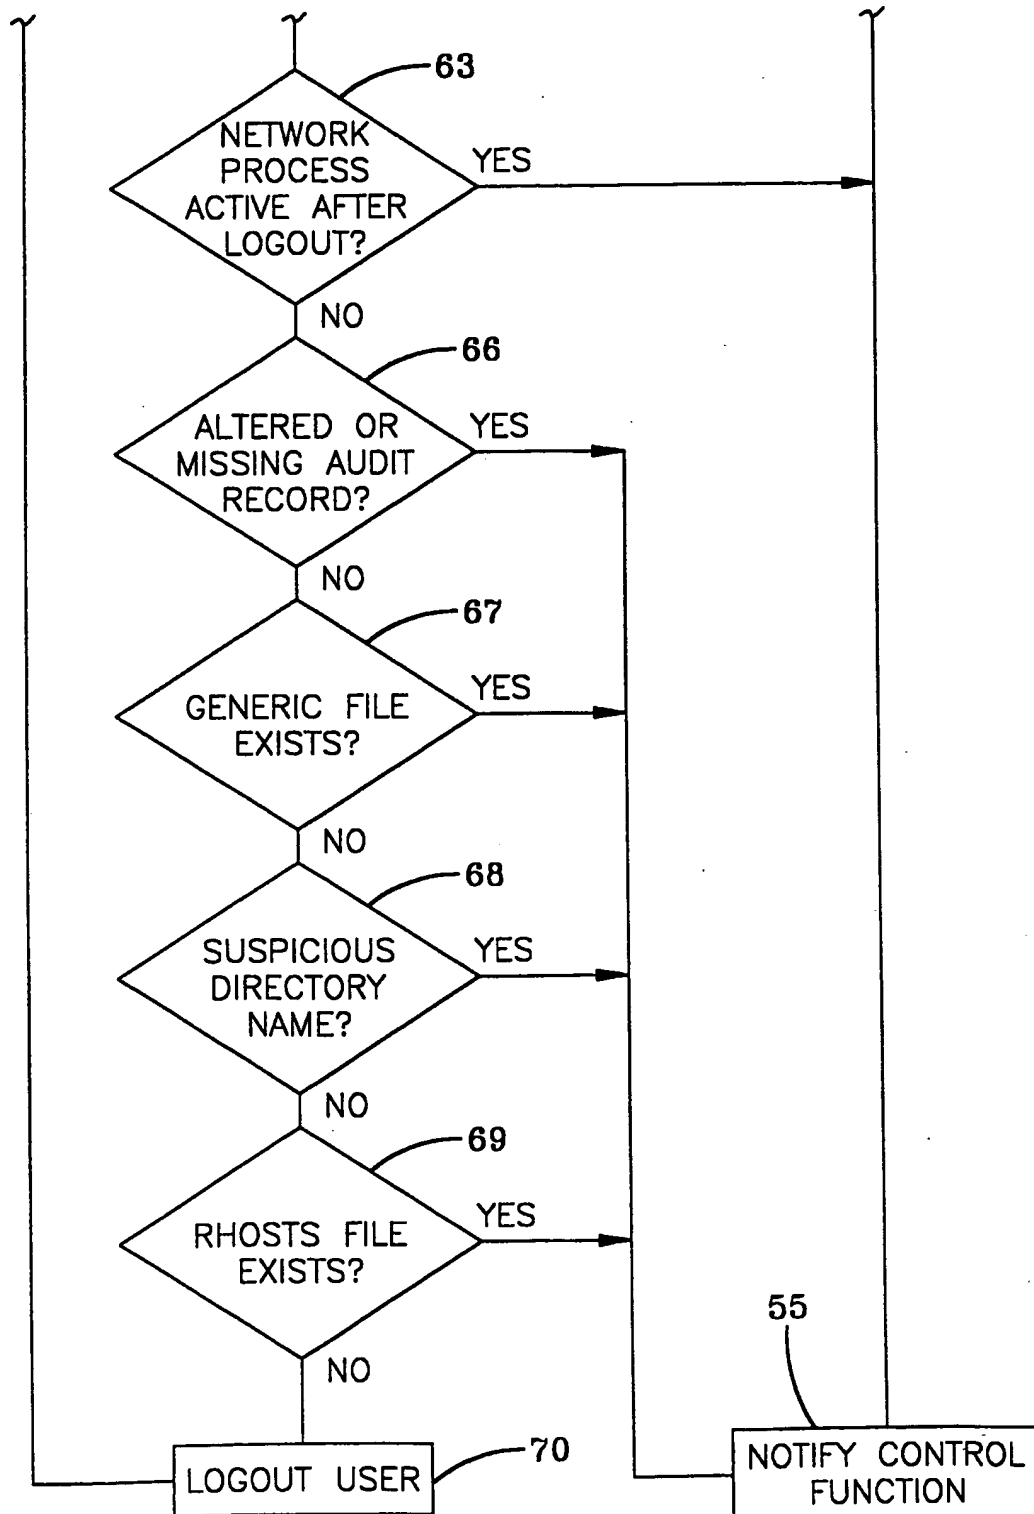 63
NETWORK
PROCESS
ACTIVE AFTER
LOGOUT?
YES
NO
66
ALTERED OR
MISSING AUDIT
RECORD?
YES
NO
67
GENERIC FILE
EXISTS?
YES
NO
68
SUSPICIOUS
DIRECTORY
NAME?
YES
NO
69
RHOSTS FILE
EXISTS?
YES
NO
70
LOGOUT USER
55
NOTIFY CONTROL
FUNCTION